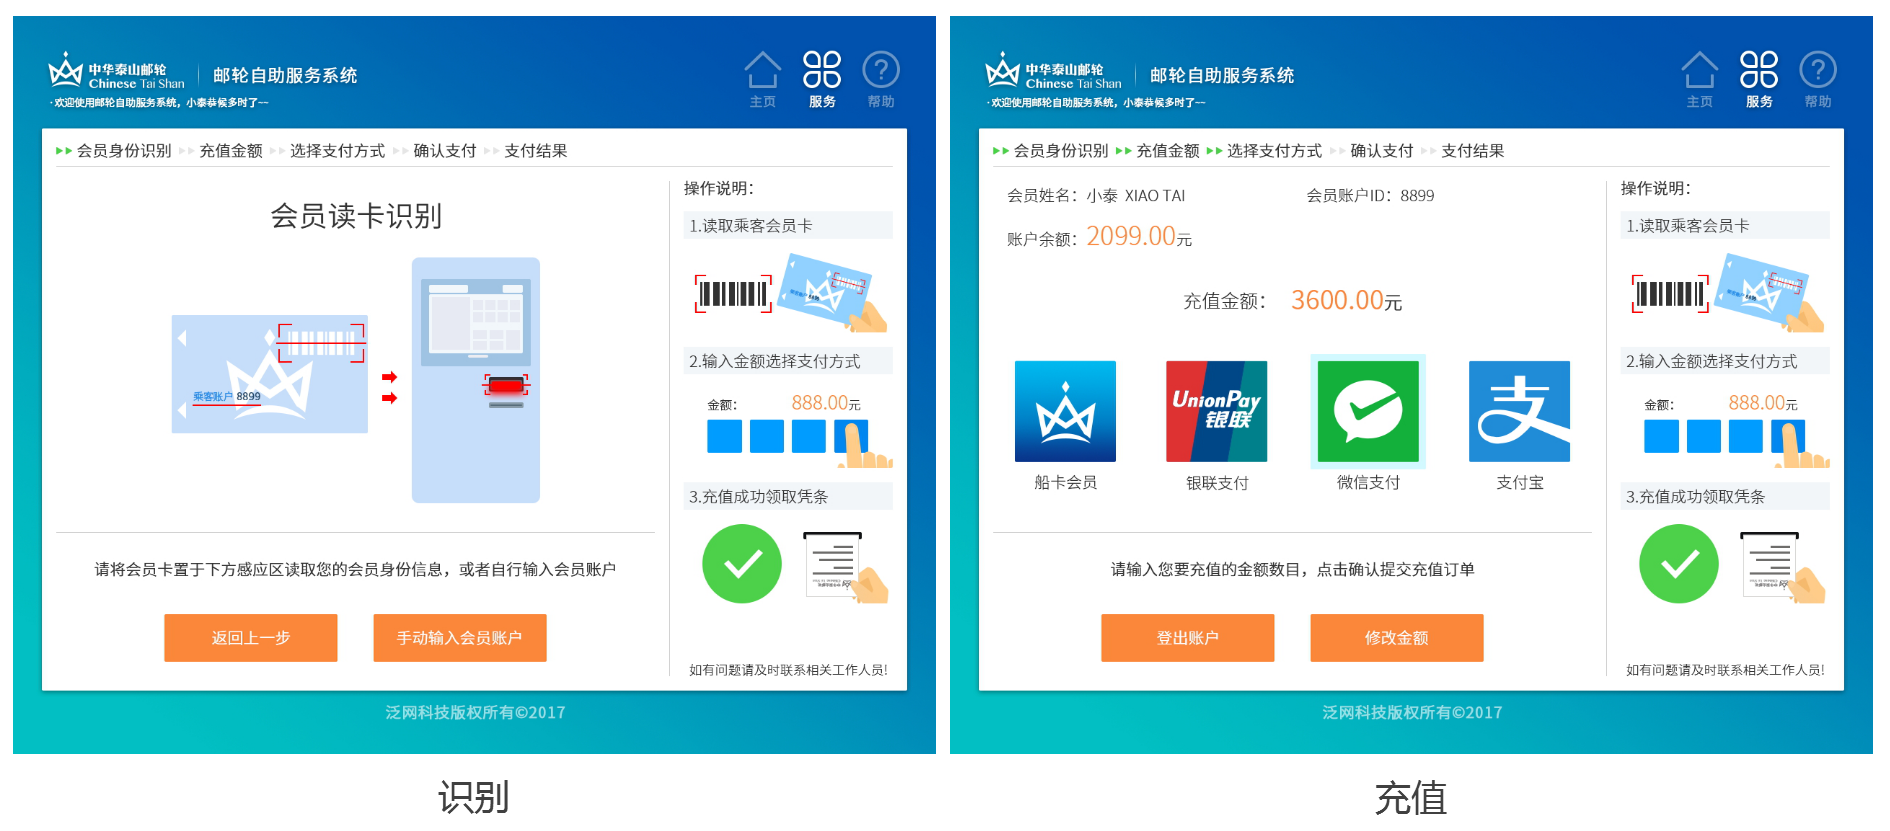 中华泰山邮轮
Chinese Tai Shan
邮轮自助服务系统
·欢迎使用邮轮自助服务系统，小泰恭候多时了~~
主页
服务
帮助
会员身份识别 充值金额 选择支付方式 确认支付 支付结果
会员读卡识别
乘客账户 8899
请将会员卡置于下方感应区读取您的会员身份信息，或者自行输入会员账户
返回上一步
手动输入会员账户
操作说明：
1.读取乘客会员卡
乘客账户 8899
2.输入金额选择支付方式
金额： 888.00元
3.充值成功领取凭条
如有问题请及时联系相关工作人员!
泛网科技版权所有©2017
识别
中华泰山邮轮
Chinese Tai Shan
邮轮自助服务系统
·欢迎使用邮轮自助服务系统，小泰恭候多时了~~
主页
服务
帮助
会员身份识别 充值金额 选择支付方式 确认支付 支付结果
会员姓名：小泰 XIAO TAI
会员账户ID：8899
账户余额：2099.00元
充值金额： 3600.00元
UnionPay
银联
支
船卡会员
银联支付
微信支付
支付宝
请输入您要充值的金额数目，点击确认提交充值订单
登出账户
修改金额
操作说明：
1.读取乘客会员卡
乘客账户 8899
2.输入金额选择支付方式
金额： 888.00元
3.充值成功领取凭条
如有问题请及时联系相关工作人员!
泛网科技版权所有©2017
充值